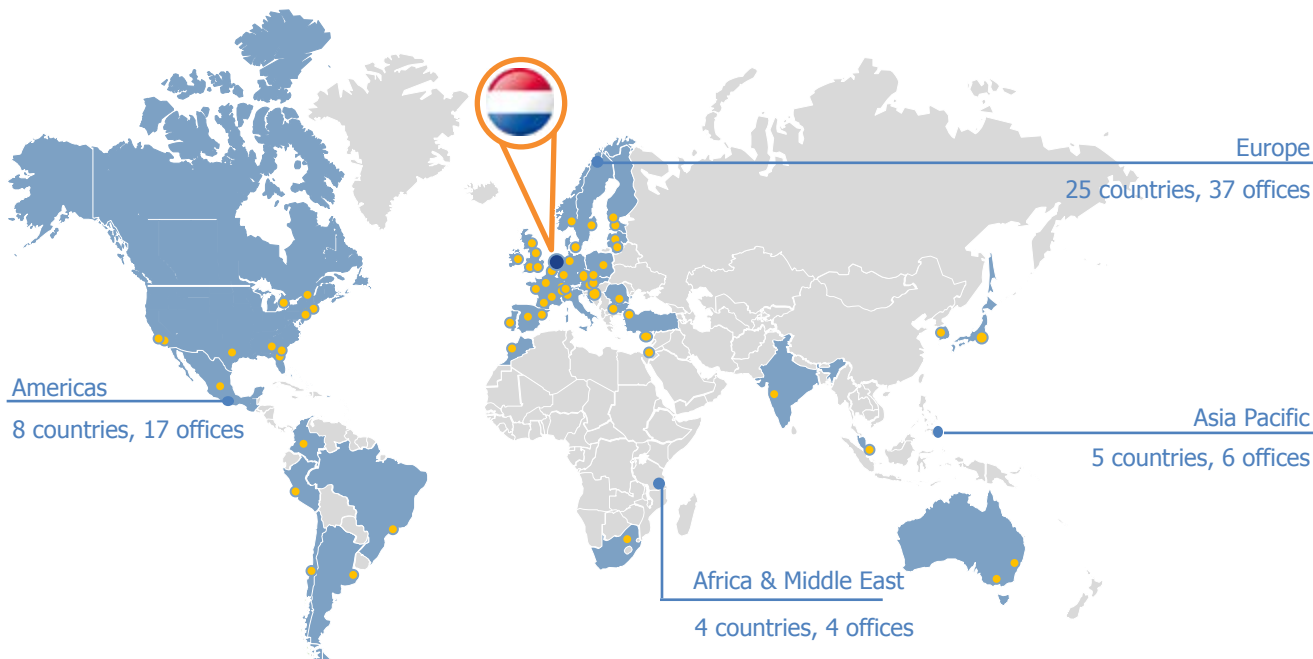 Europe
25 countries, 37 offices
Americas
8 countries, 17 offices
Asia Pacific
5 countries, 6 offices
Africa & Middle East
4 countries, 4 offices